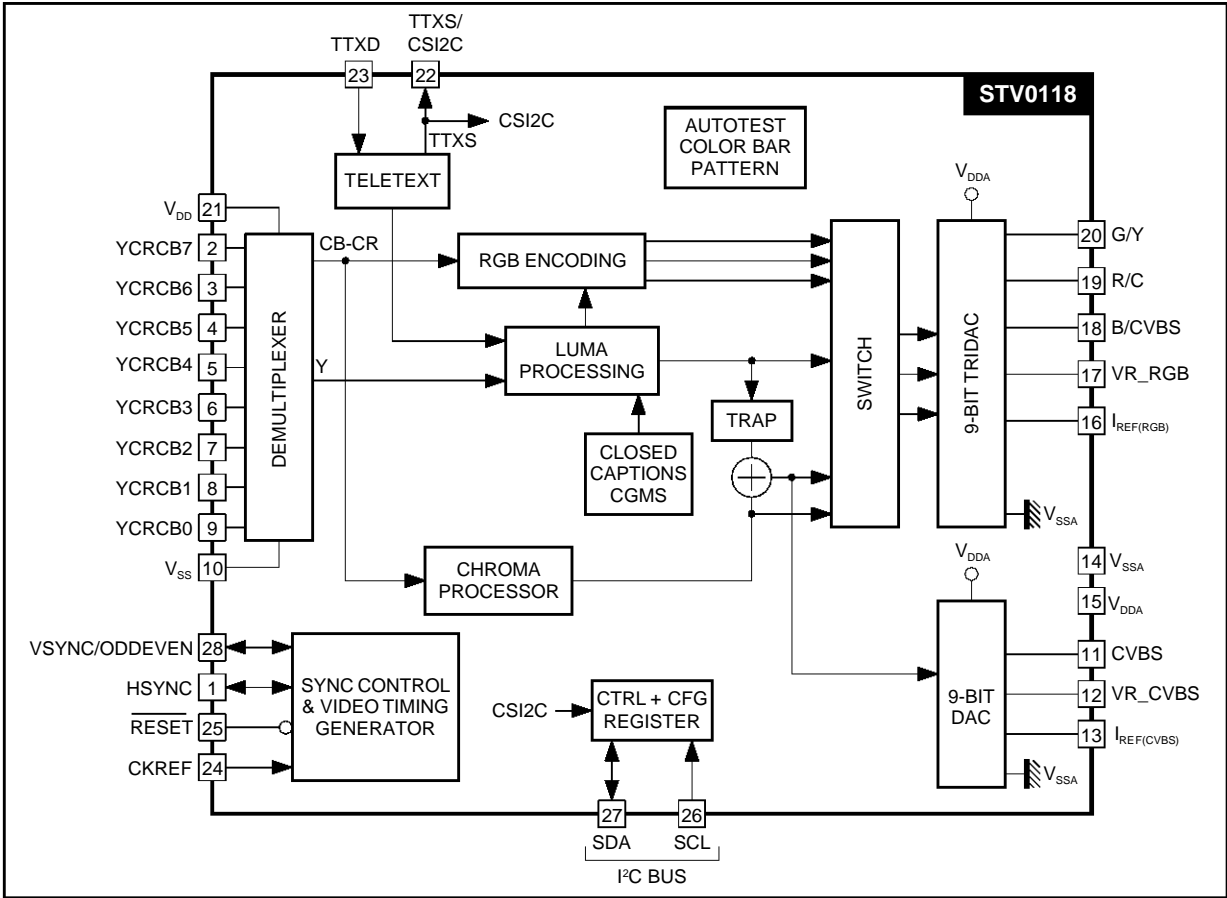 TTXS/
TTXD CSI2C
23 22
STV0118
CSI2C
TTXS
AUTOTEST
COLOR BAR
PATTERN
TELETEXT
VDDA
VDD 21
YCRCB7 2
YCRCB6 3
YCRCB5 4
YCRCB4 5
YCRCB3 6
YCRCB2 7
YCRCB1 8
YCRCB0 9
VSS 10
DEMULTIPLEXER
CB-CR
Y
RGB ENCODING
LUMA
PROCESSING
TRAP
CLOSED
CAPTIONS
CGMS
CHROMA
PROCESSOR
SWITCH
9-BIT TRIDAC
20 G/Y
19 R/C
18 B/CVBS
17 VR_RGB
16 IREF(RGB)
VSSA
14 VSSA
15 VDDA
VDDA
9-BIT
DAC
11 CVBS
12 VR_CVBS
13 IREF(CVBS)
VSSA
VSYNC/ODDEVEN 28
HSYNC 1
RESET 25
CKREF 24
SYNC CONTROL
& VIDEO TIMING
GENERATOR
CSI2C
CTRL + CFG
REGISTER
27 26
SDA SCL
I²C BUS